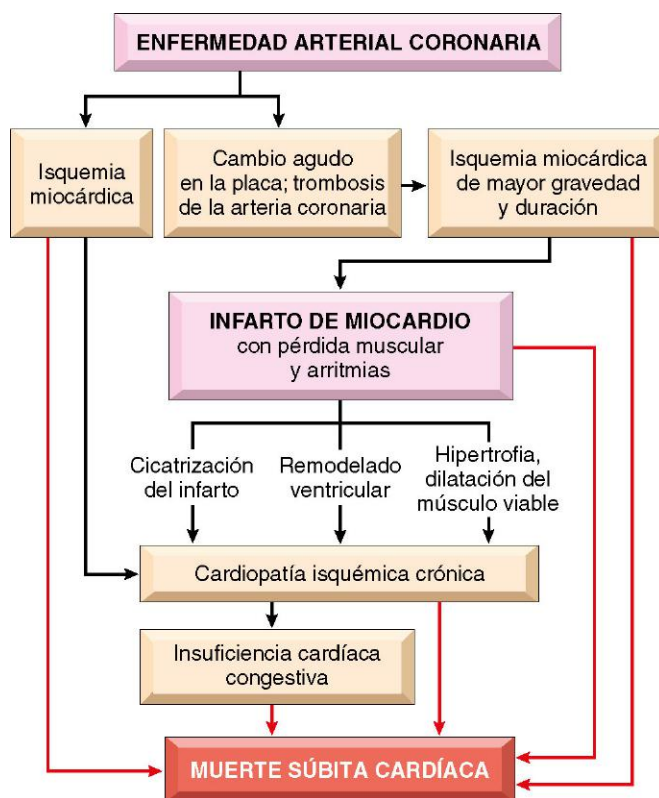 ENFERMEDAD ARTERIAL CORONARIA
Isquemia
miocárdica
Cambio agudo
en la placa; trombosis
de la arteria coronaria
Isquemia miocárdica
de mayor gravedad
y duración
INFARTO DE MIOCARDIO
con pérdida muscular
y arritmias
Cicatrización
del infarto
Remodelado
ventricular
Hipertrofia,
dilatación del
músculo viable
Cardiopatía isquémica crónica
Insuficiencia cardíaca
congestiva
MUERTE SÚBITA CARDÍACA